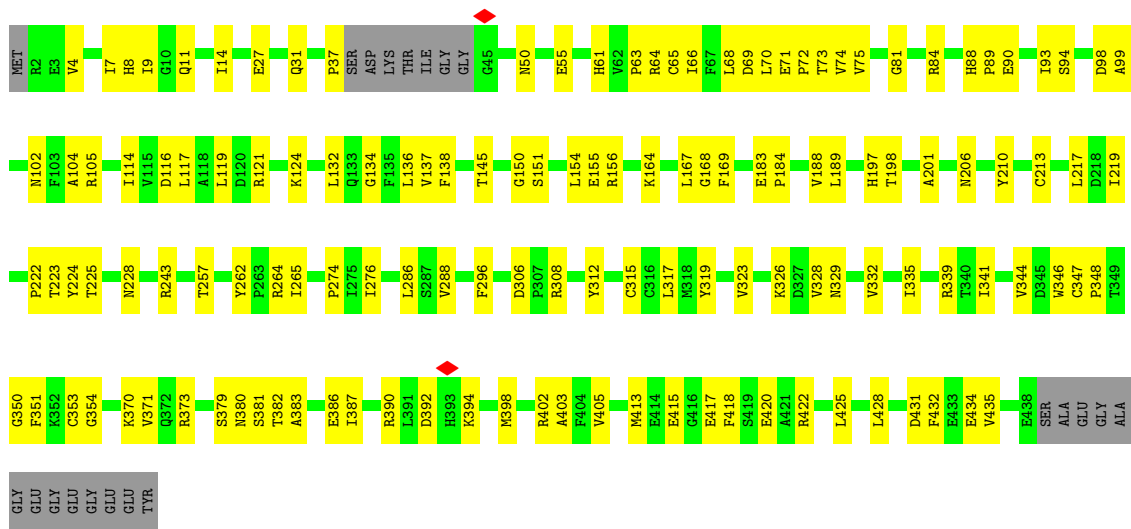 MET R2 E3 V4 I7 H8 I9 G10 Q11 I14 E27 Q31 P37 SER ASP LYS THR ILE GLY GLY G45 N50 E55 H61 V62 P63 R64 C65 I66 F67 L68 D69 L70 E71 P72 T73 V74 V75 G81 R84 H88 P89 E90 I93 S94 D98 A99
N102 F103 A104 R105 I114 V115 D116 L117 A118 L119 D120 R121 K124 L132 Q133 G134 F135 L136 V137 F138 T145 G150 S151 L154 E155 R156 K164 L167 G168 F169 E183 P184 V188 L189 H197 T198 A201 N206 Y210 C213 L217 D218 I219
P222 T223 Y224 T225 N228 R243 T257 Y262 P263 R264 I265 P274 I275 I276 L286 S287 V288 F296 D306 P307 R308 Y312 C315 C316 L317 M318 Y319 V323 K326 D327 V328 N329 V332 I335 R339 T340 I341 V344 D345 W346 C347 P348 T349
G350 F351 K352 C353 G354 K370 V371 Q372 R373 S379 N380 S381 T382 A383 E386 I387 R390 L391 D392 H393 K394 M398 R402 A403 F404 V405 M413 E414 E415 G416 E417 F418 S419 E420 A421 R422 L425 L428 D431 F432 E433 E434 V435 E438 SER ALA GLU GLY ALA
GLY GLU GLY GLU GLY GLU GLU TYR